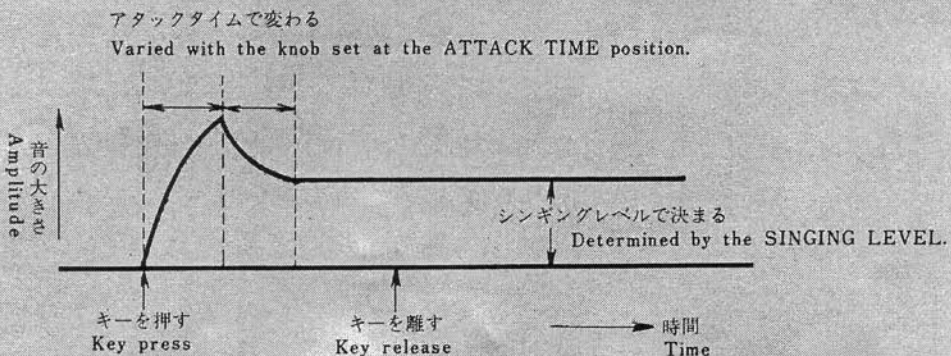 アタックタイムで変わる
Varied with the knob set at the ATTACK TIME position.
音の大きさ
Amplitude
シンギングレベルで決まる
Determined by the SINGING LEVEL.
キーを押す
Key press
キーを離す
Key release
時間
Time